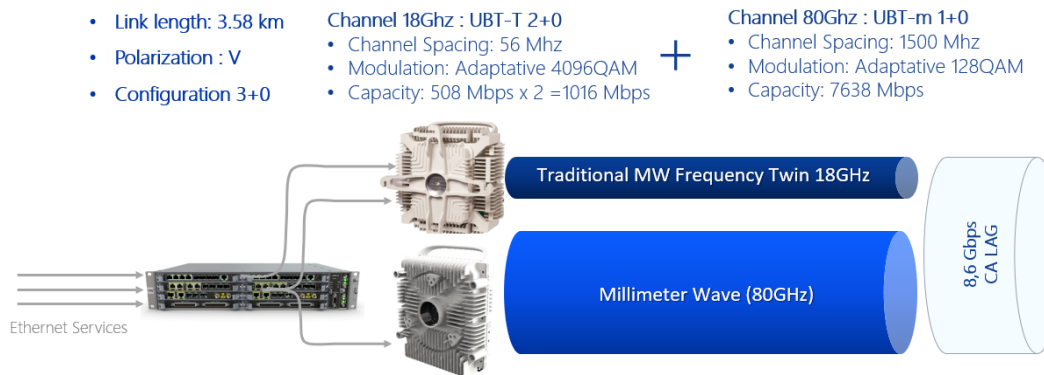 • Link length: 3.58 km
• Polarization : V
• Configuration 3+0
Channel 18Ghz : UBT-T 2+0
• Channel Spacing: 56 Mhz
• Modulation: Adaptative 4096QAM
• Capacity: 508 Mbps x 2 =1016 Mbps
+
Channel 80Ghz : UBT-m 1+0
• Channel Spacing: 1500 Mhz
• Modulation: Adaptative 128QAM
• Capacity: 7638 Mbps
Traditional MW Frequency Twin 18GHz
Millimeter Wave (80GHz)
8,6 Gbps
CA LAG
Ethernet Services